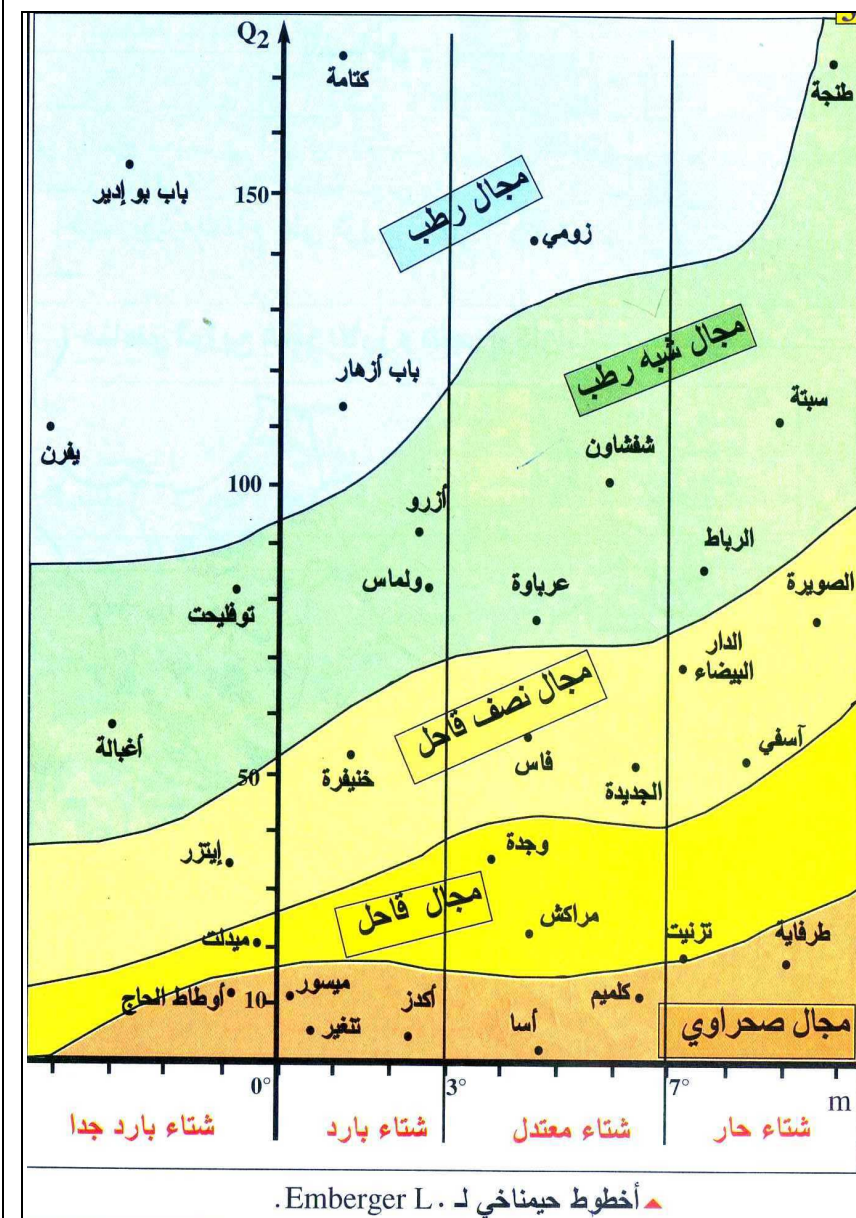 5
Q2
كتامة
طنجة
باب بو إدير
150
مجال رطب
زومي
مجال شبه رطب
باب أزهار
سبتة
يفرن
شفشاون
100
أزرو
الرباط
توفليحت
ولماس
عرباوة
الصويرة
الدار
البيضاء
مجال نصف قاحل
أغبالة
50
خنيفرة
فاس
الجديدة
آسفي
إيتزر
وجدة
مجال قاحل
مراكش
ميدلت
تزنيت
طرفاية
أوطاط الحاج
10
ميسور
أكدز
كلميم
تنغير
أسا
مجال صحراوي
0° 3° 7° m
شتاء بارد جدا
شتاء بارد
شتاء معتدل
شتاء حار
أخطوط حيمناخي لـ Emberger L. .